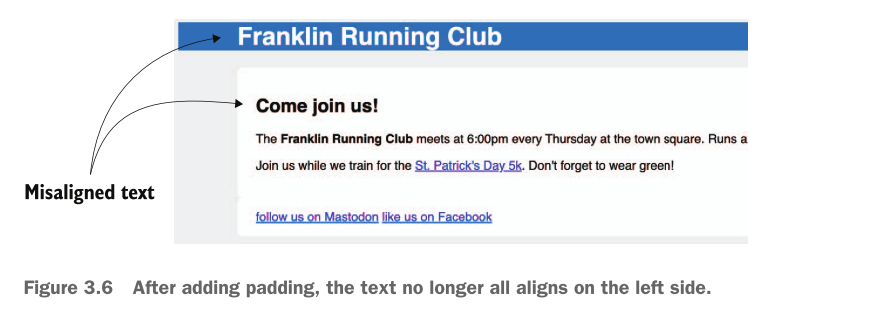 Franklin Running Club
Come join us!
The Franklin Running Club meets at 6:00pm every Thursday at the town square. Runs a
Join us while we train for the St. Patrick's Day 5k. Don't forget to wear green!
Misaligned text
follow us on Mastodon like us on Facebook
Figure 3.6 After adding padding, the text no longer all aligns on the left side.